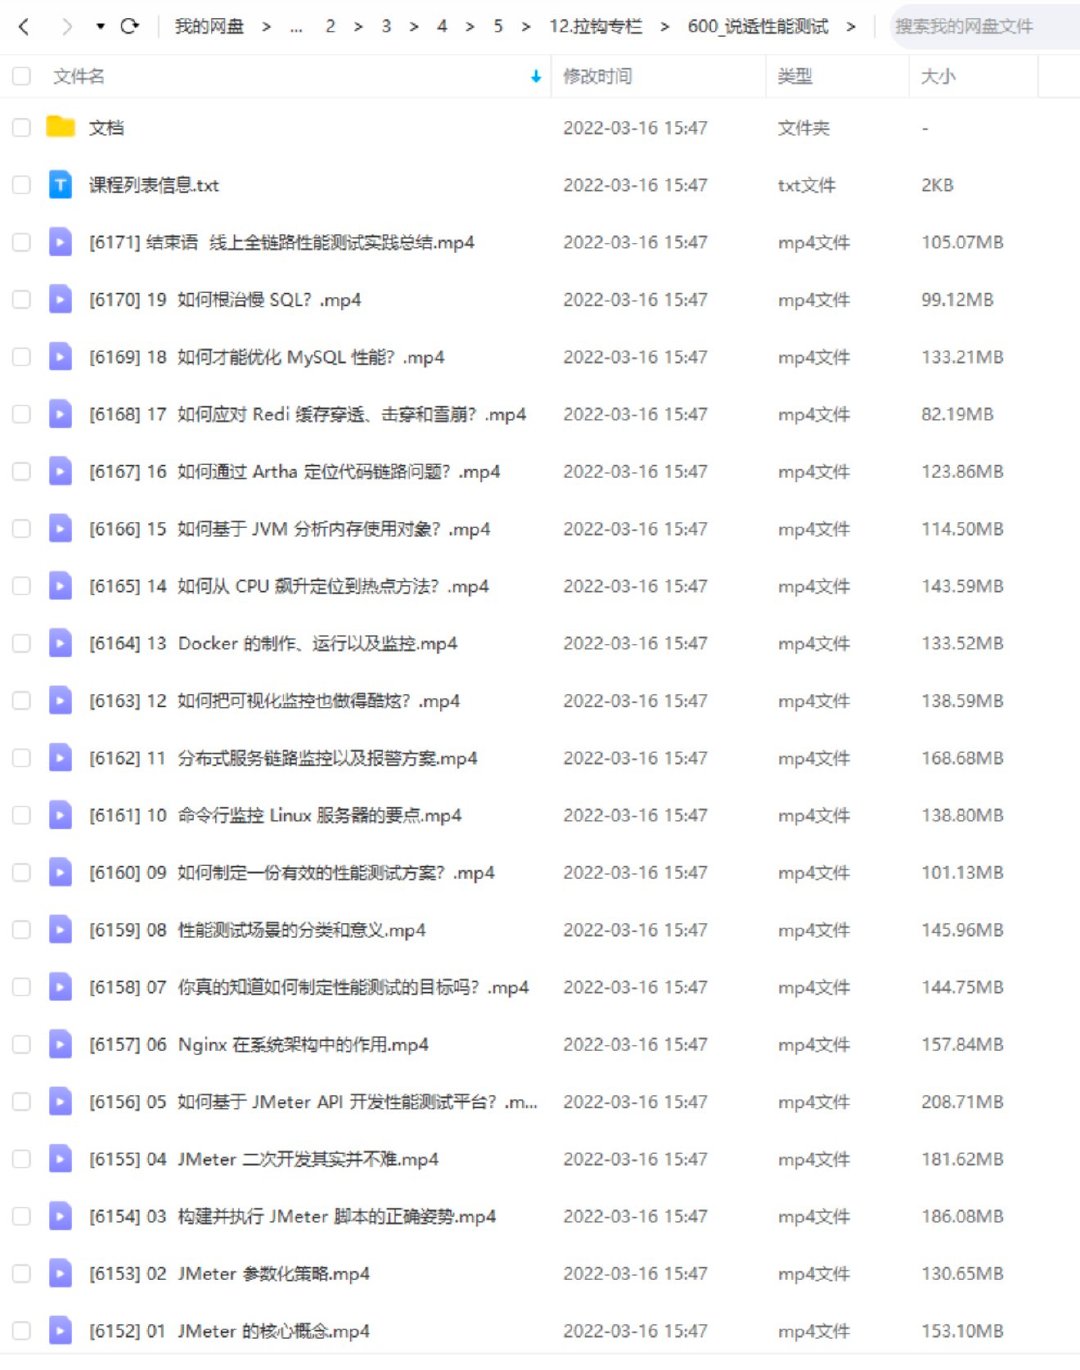 我的网盘 > ... 2 > 3 > 4 > 5 > 12.拉钩专栏 > 600_说透性能测试 > 搜索我的网盘文件
文件名 修改时间 类型 大小
文档 2022-03-16 15:47 文件夹 -
课程列表信息.txt 2022-03-16 15:47 txt文件 2KB
[6171] 结束语 线上全链路性能测试实践总结.mp4 2022-03-16 15:47 mp4文件 105.07MB
[6170] 19 如何根治慢 SQL? .mp4 2022-03-16 15:47 mp4文件 99.12MB
[6169] 18 如何才能优化 MySQL 性能? .mp4 2022-03-16 15:47 mp4文件 133.21MB
[6168] 17 如何应对 Redi 缓存穿透、击穿和雪崩? .mp4 2022-03-16 15:47 mp4文件 82.19MB
[6167] 16 如何通过 Artha 定位代码链路问题? .mp4 2022-03-16 15:47 mp4文件 123.86MB
[6166] 15 如何基于 JVM 分析内存使用对象? .mp4 2022-03-16 15:47 mp4文件 114.50MB
[6165] 14 如何从 CPU 飙升定位到热点方法? .mp4 2022-03-16 15:47 mp4文件 143.59MB
[6164] 13 Docker 的制作、运行以及监控.mp4 2022-03-16 15:47 mp4文件 133.52MB
[6163] 12 如何把可视化监控也做得酷炫? .mp4 2022-03-16 15:47 mp4文件 138.59MB
[6162] 11 分布式服务链路监控以及报警方案.mp4 2022-03-16 15:47 mp4文件 168.68MB
[6161] 10 命令行监控 Linux 服务器的要点.mp4 2022-03-16 15:47 mp4文件 138.80MB
[6160] 09 如何制定一份有效的性能测试方案? .mp4 2022-03-16 15:47 mp4文件 101.13MB
[6159] 08 性能测试场景的分类和意义.mp4 2022-03-16 15:47 mp4文件 145.96MB
[6158] 07 你真的知道如何制定性能测试的目标吗? .mp4 2022-03-16 15:47 mp4文件 144.75MB
[6157] 06 Nginx 在系统架构中的作用.mp4 2022-03-16 15:47 mp4文件 157.84MB
[6156] 05 如何基于 JMeter API 开发性能测试平台? .m... 2022-03-16 15:47 mp4文件 208.71MB
[6155] 04 JMeter 二次开发其实并不难.mp4 2022-03-16 15:47 mp4文件 181.62MB
[6154] 03 构建并执行 JMeter 脚本的正确姿势.mp4 2022-03-16 15:47 mp4文件 186.08MB
[6153] 02 JMeter 参数化策略.mp4 2022-03-16 15:47 mp4文件 130.65MB
[6152] 01 JMeter 的核心概念.mp4 2022-03-16 15:47 mp4文件 153.10MB